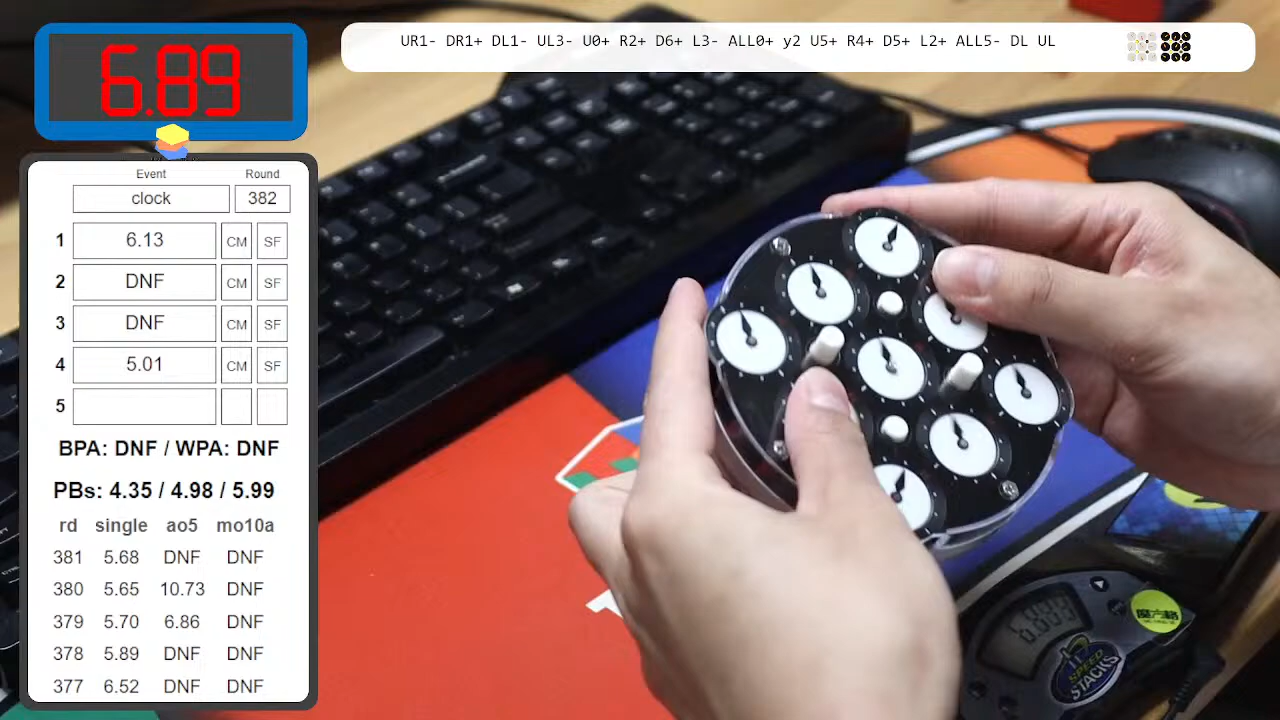 6.89
UR1- DR1+ DL1- UL3- U0+ R2+ D6+ L3- ALL0+ y2 U5+ R4+ D5+ L2+ ALL5- DL UL
Event Round
clock 382
1 6.13 CM SF
2 DNF CM SF
3 DNF CM SF
4 5.01 CM SF
5
BPA: DNF / WPA: DNF
PBs: 4.35 / 4.98 / 5.99
rd single ao5 mo10a
381 5.68 DNF DNF
380 5.65 10.73 DNF
379 5.70 6.86 DNF
378 5.89 DNF DNF
377 6.52 DNF DNF
魔方格
SPEED
STACKS